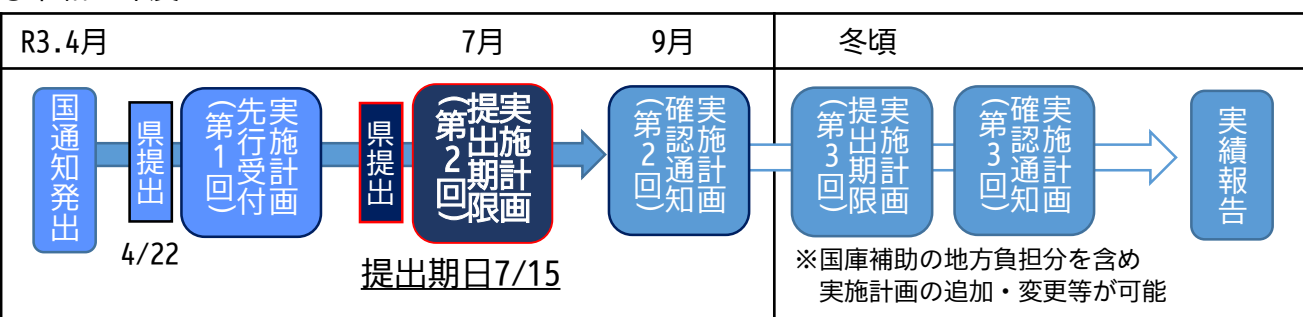 R3.4月
7月
9月
冬頃
国通知発出
県提出
4/22
実施計画
先行受付
(第1回)
県提出
実施計画
提出期限
(第2回)
提出期日7/15
実施計画
確認通知
(第2回)
実施計画
提出期限
(第3回)
実施計画
確認通知
(第3回)
実績報告
※国庫補助の地方負担分を含め
実施計画の追加・変更等が可能